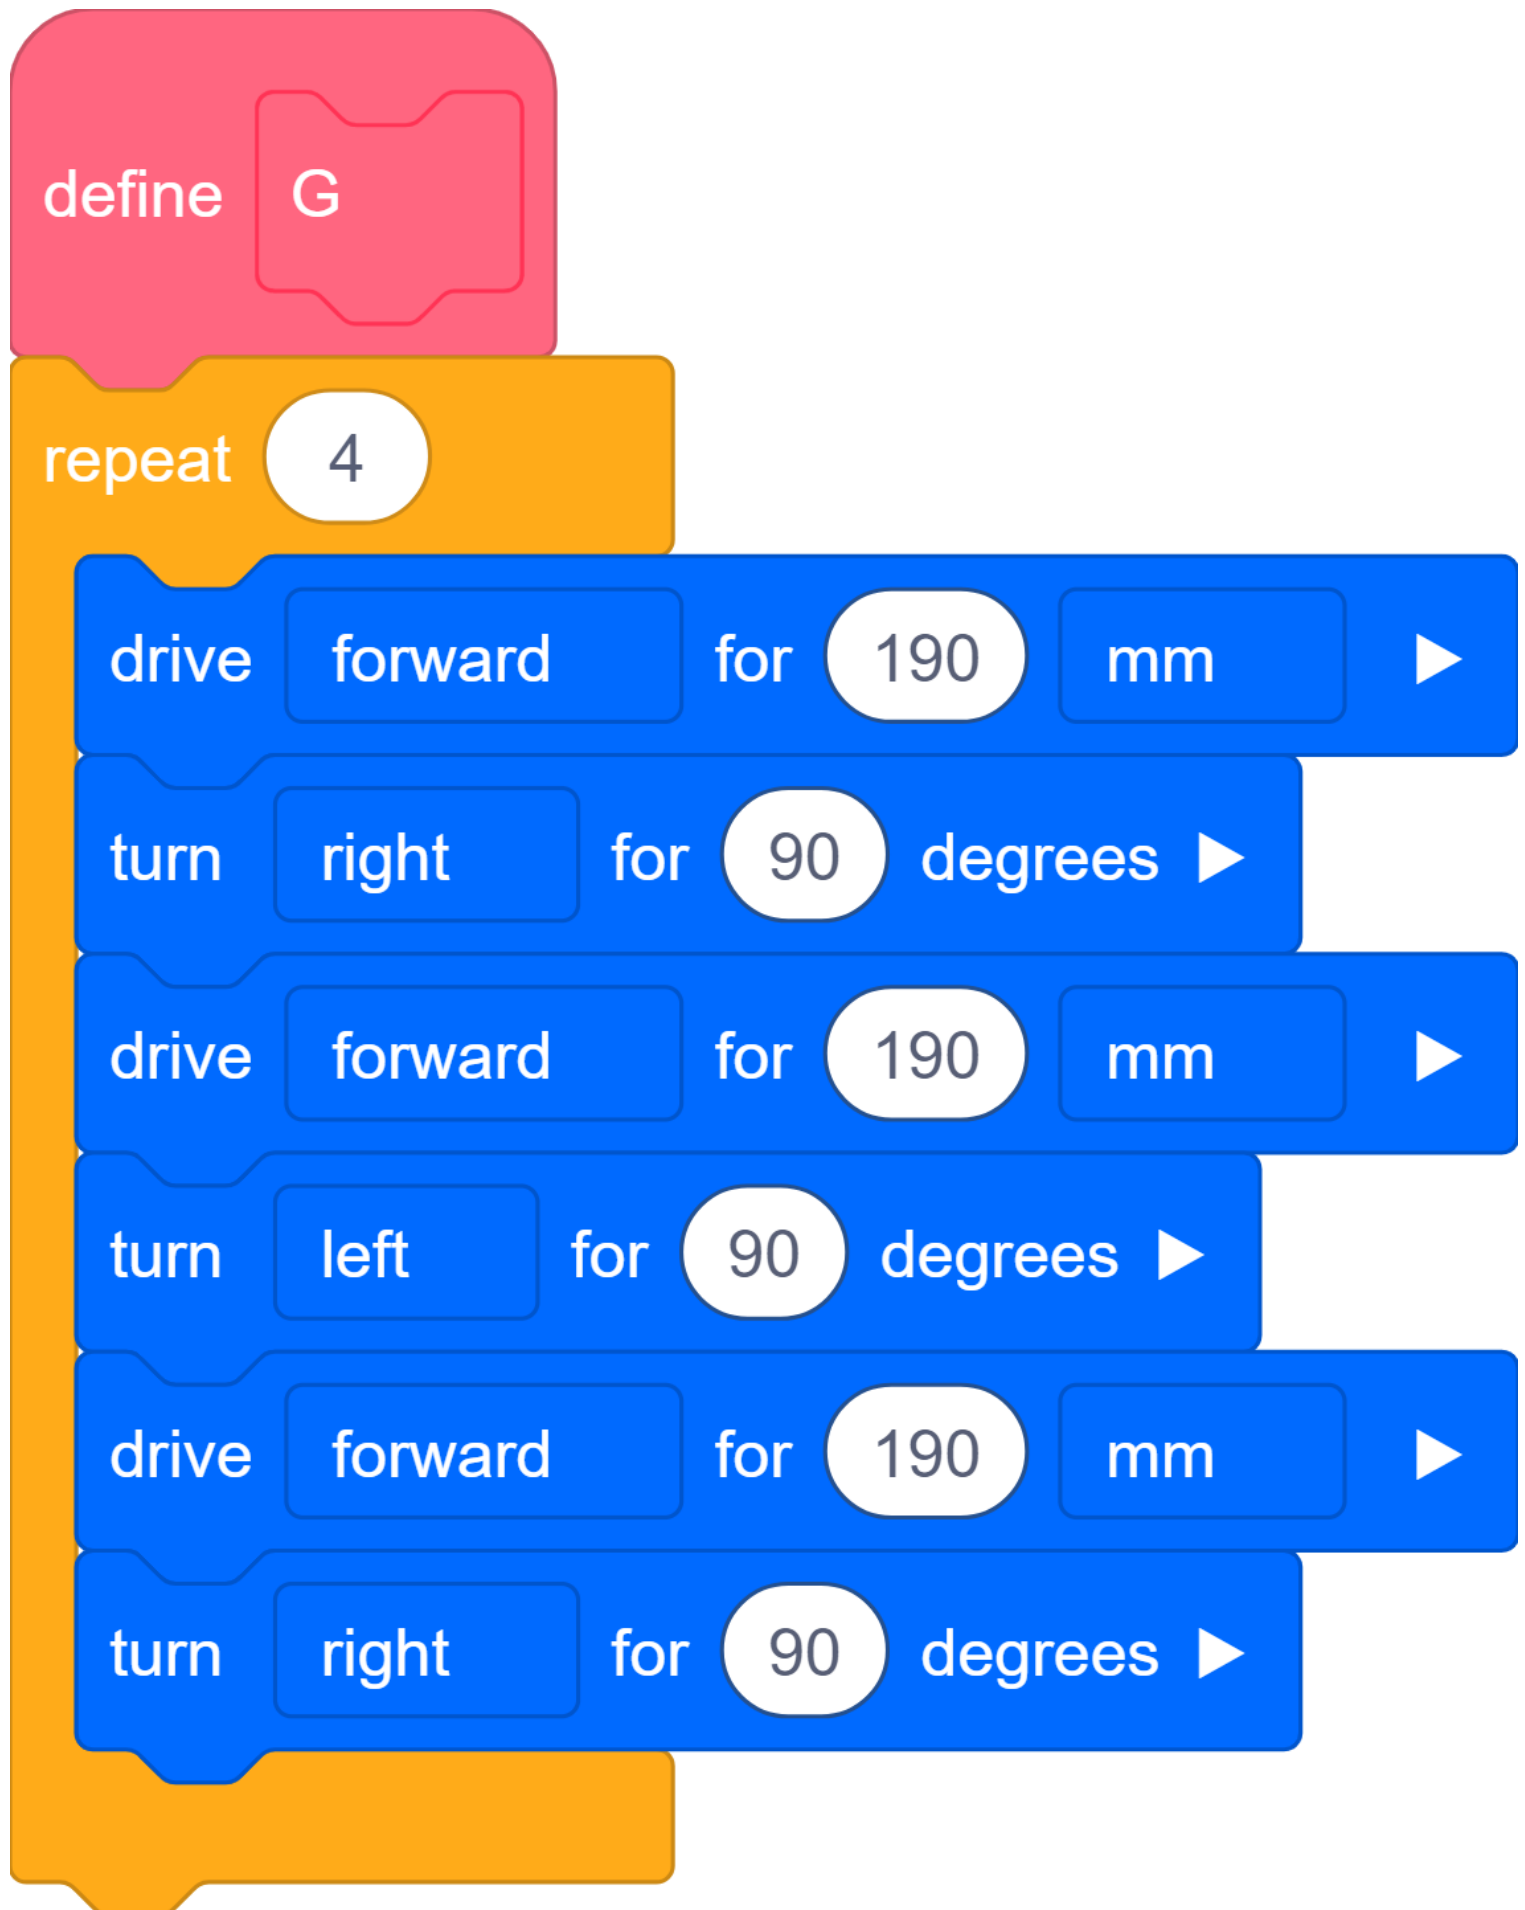 define G
repeat 4
drive forward for 190 mm
turn right for 90 degrees
drive forward for 190 mm
turn left for 90 degrees
drive forward for 190 mm
turn right for 90 degrees